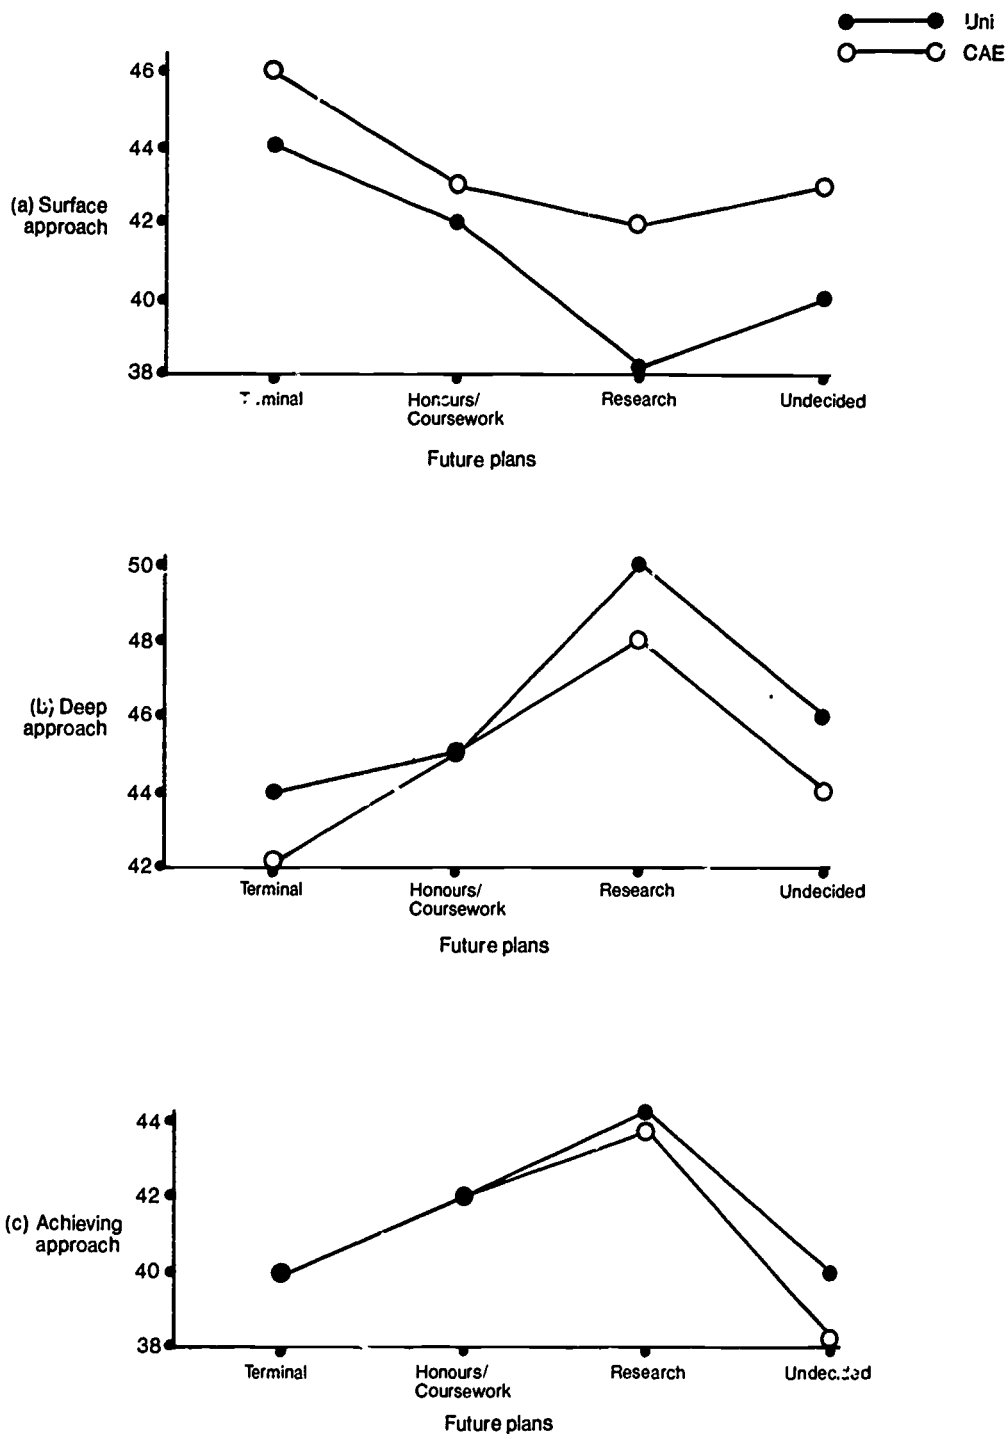 Uni
CAE
46
44
(a) Surface
approach
42
40
38
Honours/
Coursework
Research
Undecided
Future plans
50
48
(b) Deep
approach
46
44
42
Terminal
Honours/
Coursework
Research
Undecided
Future plans
44
42
(c) Achieving
approach
40
38
Terminal
Honours/
Coursework
Research
Undecided
Future plans